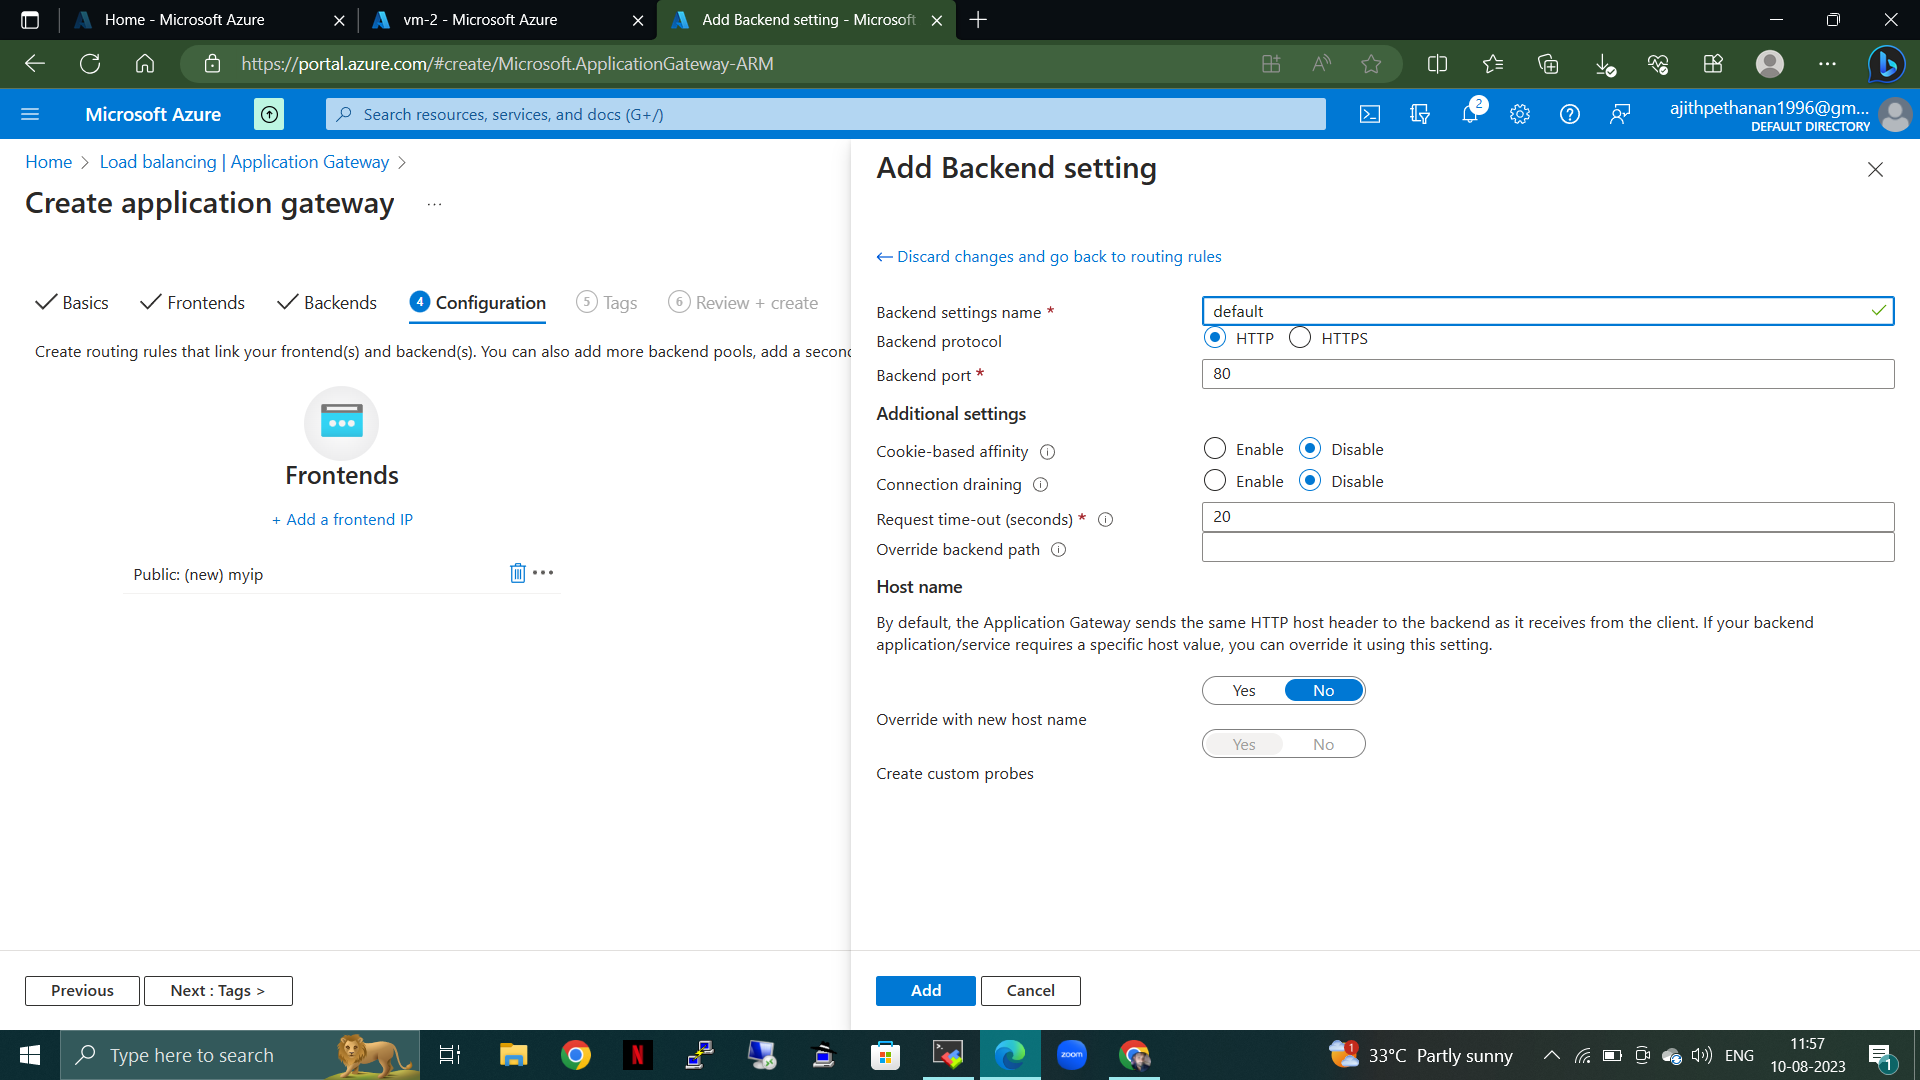 Home - Microsoft Azure
vm-2 - Microsoft Azure
Add Backend setting - Microsoft
https://portal.azure.com/#create/Microsoft.ApplicationGateway-ARM
Microsoft Azure
Search resources, services, and docs (G+/)
2
ajithpethanan1996@gm...
DEFAULT DIRECTORY
Home > Load balancing | Application Gateway >
Create application gateway ...
Basics
Frontends
Backends
4 Configuration
5 Tags
6 Review + create
Create routing rules that link your frontend(s) and backend(s). You can also add more backend pools, add a secon
Frontends
+ Add a frontend IP
Public: (new) myip
Previous
Next : Tags >
Add Backend setting
← Discard changes and go back to routing rules
Backend settings name * default
Backend protocol HTTP HTTPS
Backend port * 80
Additional settings
Cookie-based affinity Enable Disable
Connection draining Enable Disable
Request time-out (seconds) * 20
Override backend path
Host name
By default, the Application Gateway sends the same HTTP host header to the backend as it receives from the client. If your backend
application/service requires a specific host value, you can override it using this setting.
Yes No
Override with new host name
Yes No
Create custom probes
Add
Cancel
Type here to search
N
zoom
1
33°C Partly sunny
ENG
11:57
10-08-2023
1